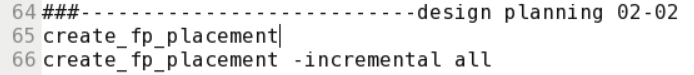 64 ###---------------------------design planning 02-02
65 create_fp_placement
66 create_fp_placement -incremental all